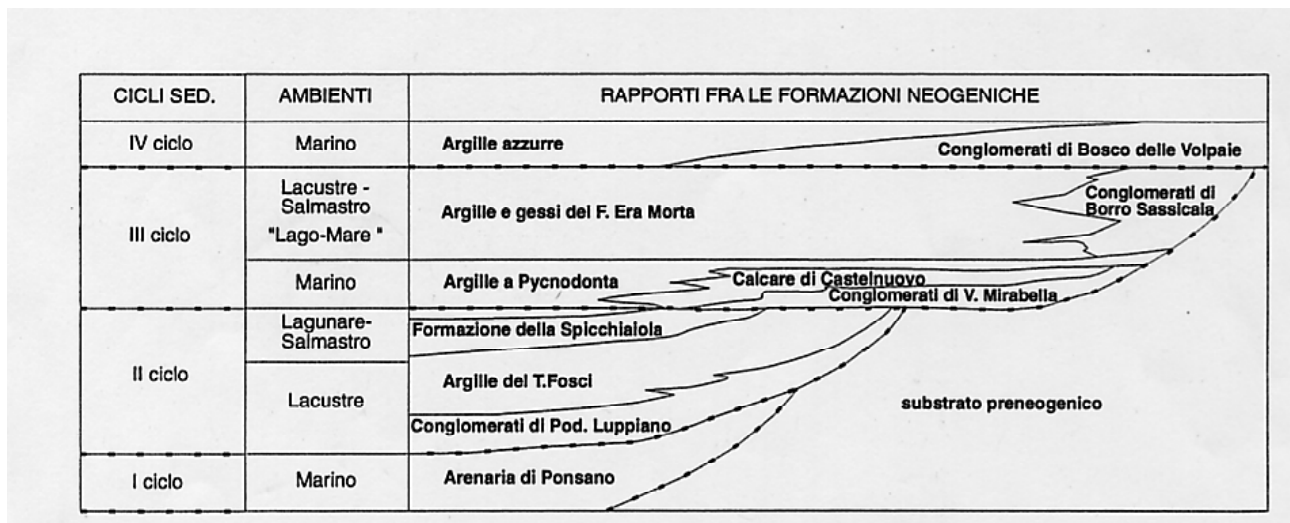 CICLI SED.
AMBIENTI
RAPPORTI FRA LE FORMAZIONI NEOGENICHE
IV ciclo
Marino
Argille azzurre
Conglomerati di Bosco delle Volpaie
III ciclo
Lacustre -
Salmastro
"Lago-Mare "
Argille e gessi del F. Era Morta
Conglomerati di
Borro Sassicaia
Marino
Argille a Pycnodonta
Calcare di Castelnuovo
Conglomerati di V. Mirabella
II ciclo
Lagunare-
Salmastro
Formazione della Spicchiaiola
Lacustre
Argille del T.Fosci
Conglomerati di Pod. Luppiano
substrato preneogenico
I ciclo
Marino
Arenaria di Ponsano